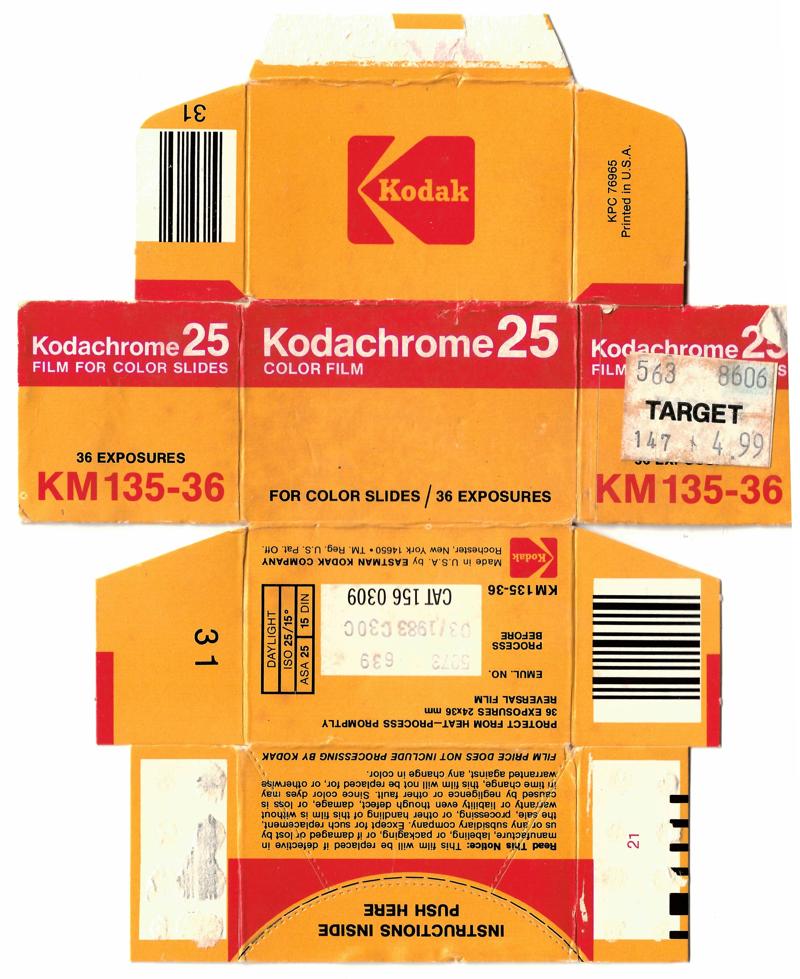 31
Kodak
KPC 76965
Printed in U.S.A.
Kodachrome 25
FILM FOR COLOR SLIDES
36 EXPOSURES
KM 135-36
Kodachrome 25
COLOR FILM
FOR COLOR SLIDES / 36 EXPOSURES
Kodachrome 25
FILM
563 8606
TARGET
147 4.99
KM 135-36
31
INSTRUCTIONS INSIDE
PUSH HERE
Read This Notice: This film will be replaced if defective in
manufacture, labeling, or packaging, or if damaged or lost by
us or any subsidiary company. Except for such replacement,
the sale, processing, or other handling of this film is without
warranty or liability even though defect, damage, or loss is
caused by negligence or other fault. Since color dyes may
in time change, this film will not be replaced for, or otherwise
warranted against, any change in color.
FILM PRICE DOES NOT INCLUDE PROCESSING BY KODAK
PROTECT FROM HEAT—PROCESS PROMPTLY
36 EXPOSURES 24x36 mm
REVERSAL FILM
EMUL. NO.
5073 639
PROCESS
BEFORE
03/1983 C30C
CAT 156 0309
DAYLIGHT
ISO 25/15°
ASA 25 15 DIN
KM 135-36
Kodak
Made in U.S.A. by EASTMAN KODAK COMPANY
Rochester, New York 14650 • TM. Reg. U.S. Pat. Off.
21